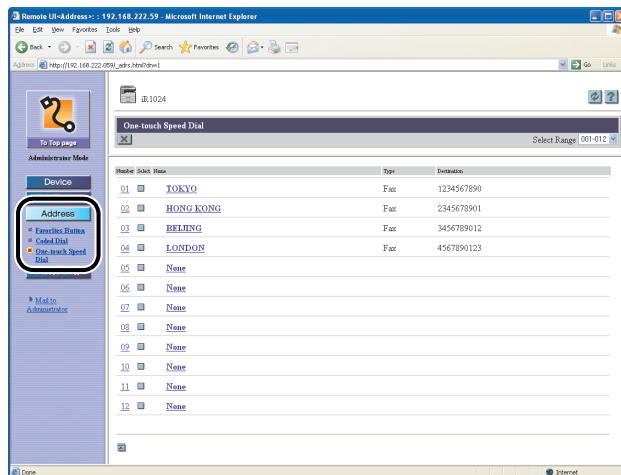 Remote UI<Address>: : 192.168.222.59 - Microsoft Internet Explorer
File Edit View Favorites Tools Help
Back Search Favorites
Address http://192.168.222.059/_adrs.html?dn=1 Go Links
iR1024
To Top page
Administrator Mode
Device
Address
Favorites Button
Coded Dial
One-touch Speed
Dial
Mail to
Administrator
One-touch Speed Dial
Select Range 001-012
Number Select Name Type Destination
01 TOKYO Fax 1234567890
02 HONG KONG Fax 2345678901
03 BEIJING Fax 3456789012
04 LONDON Fax 4567890123
05 None
06 None
07 None
08 None
09 None
10 None
11 None
12 None
Done Internet